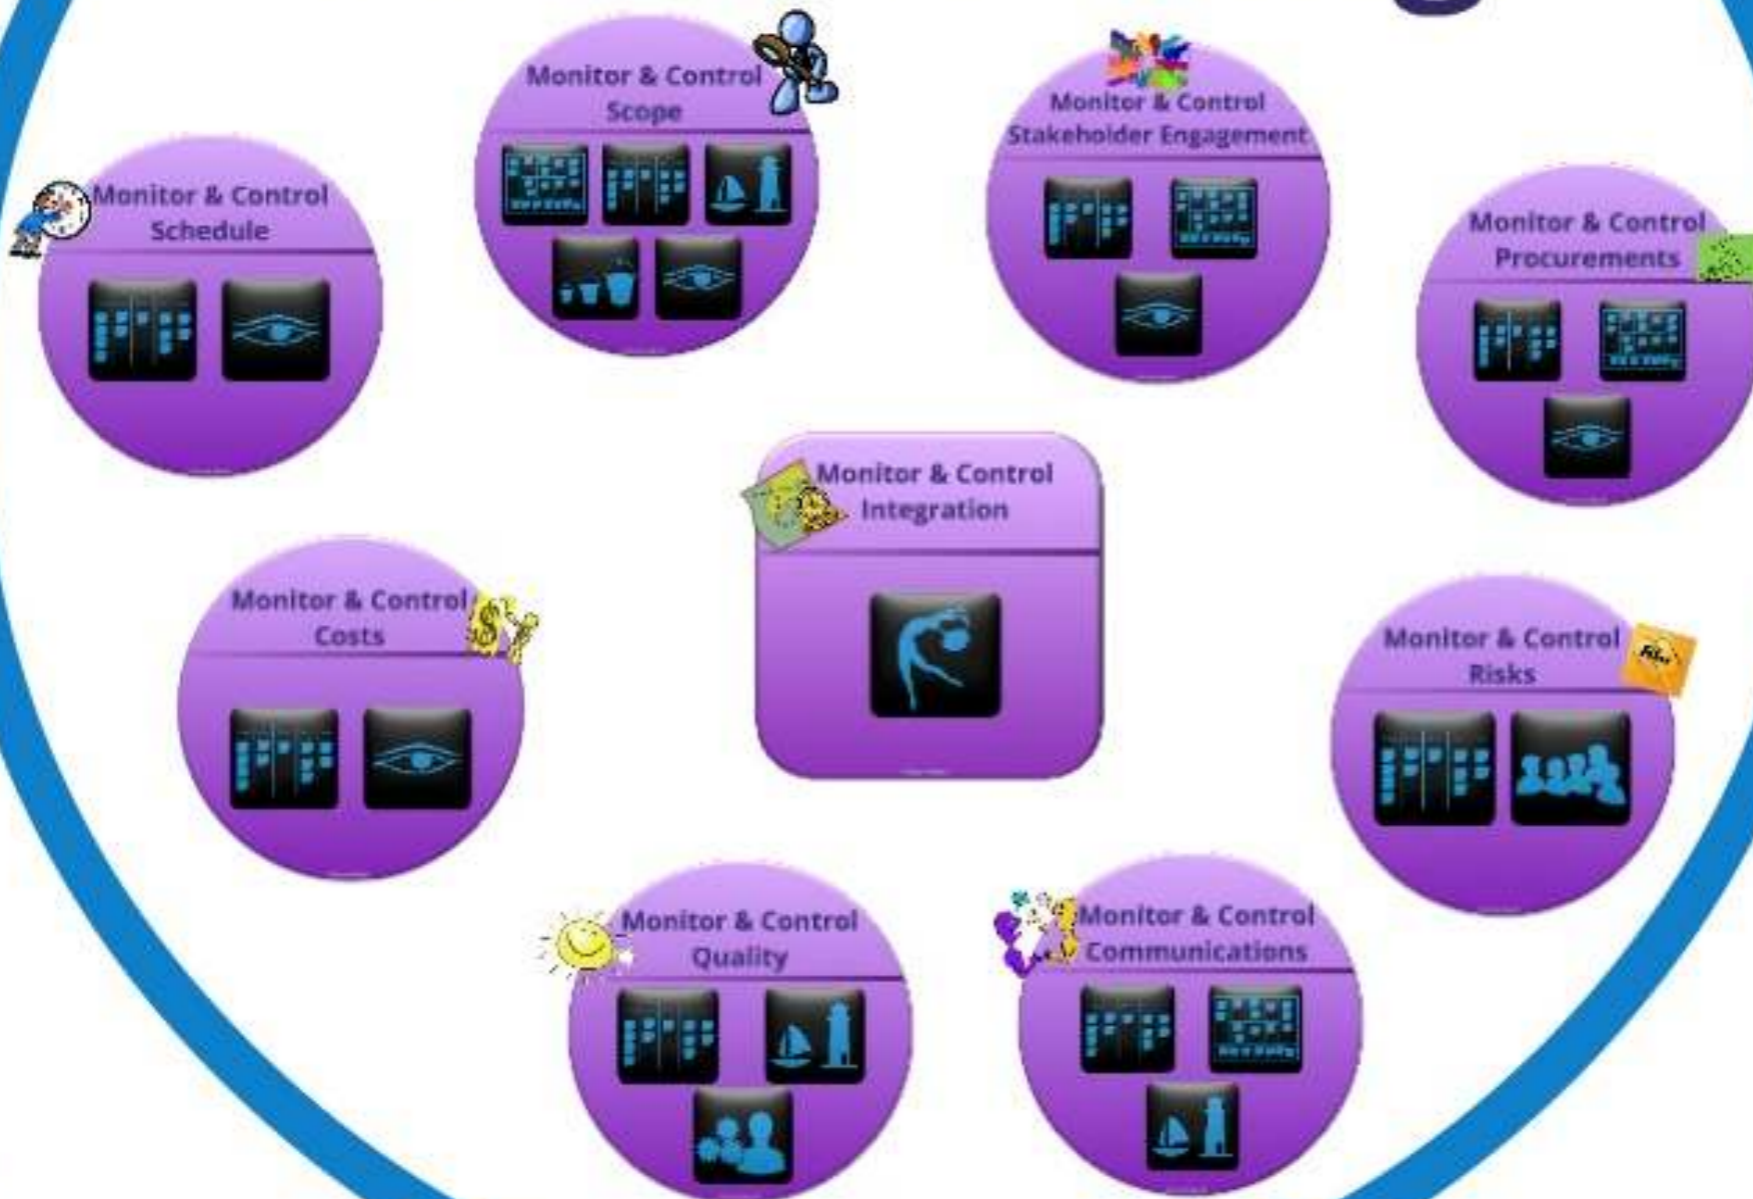 Monitor & Control
Scope
Monitor & Control
Stakeholder Engagement
Monitor & Control
Schedule
Monitor & Control
Procurements
Monitor & Control
Integration
Monitor & Control
Costs
Monitor & Control
Risks
Monitor & Control
Quality
Monitor & Control
Communications